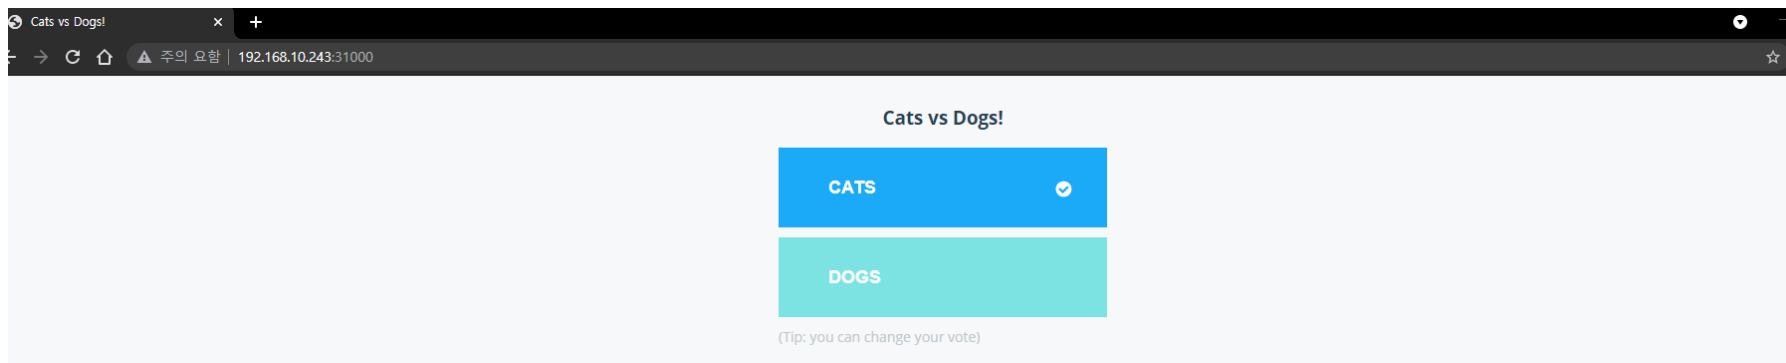 Cats vs Dogs!
주의 요함 192.168.10.243:31000
Cats vs Dogs!
CATS
DOGS
(Tip: you can change your vote)